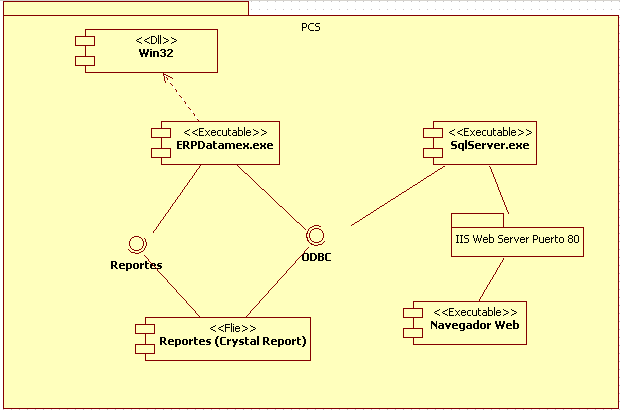 PCS
<<Dll>>
Win32
<<Executable>>
ERPDatamex.exe
<<Executable>>
SqlServer.exe
IIS Web Server Puerto 80
Reportes
ODBC
<<Executable>>
Navegador Web
<<Flie>>
Reportes (Crystal Report)